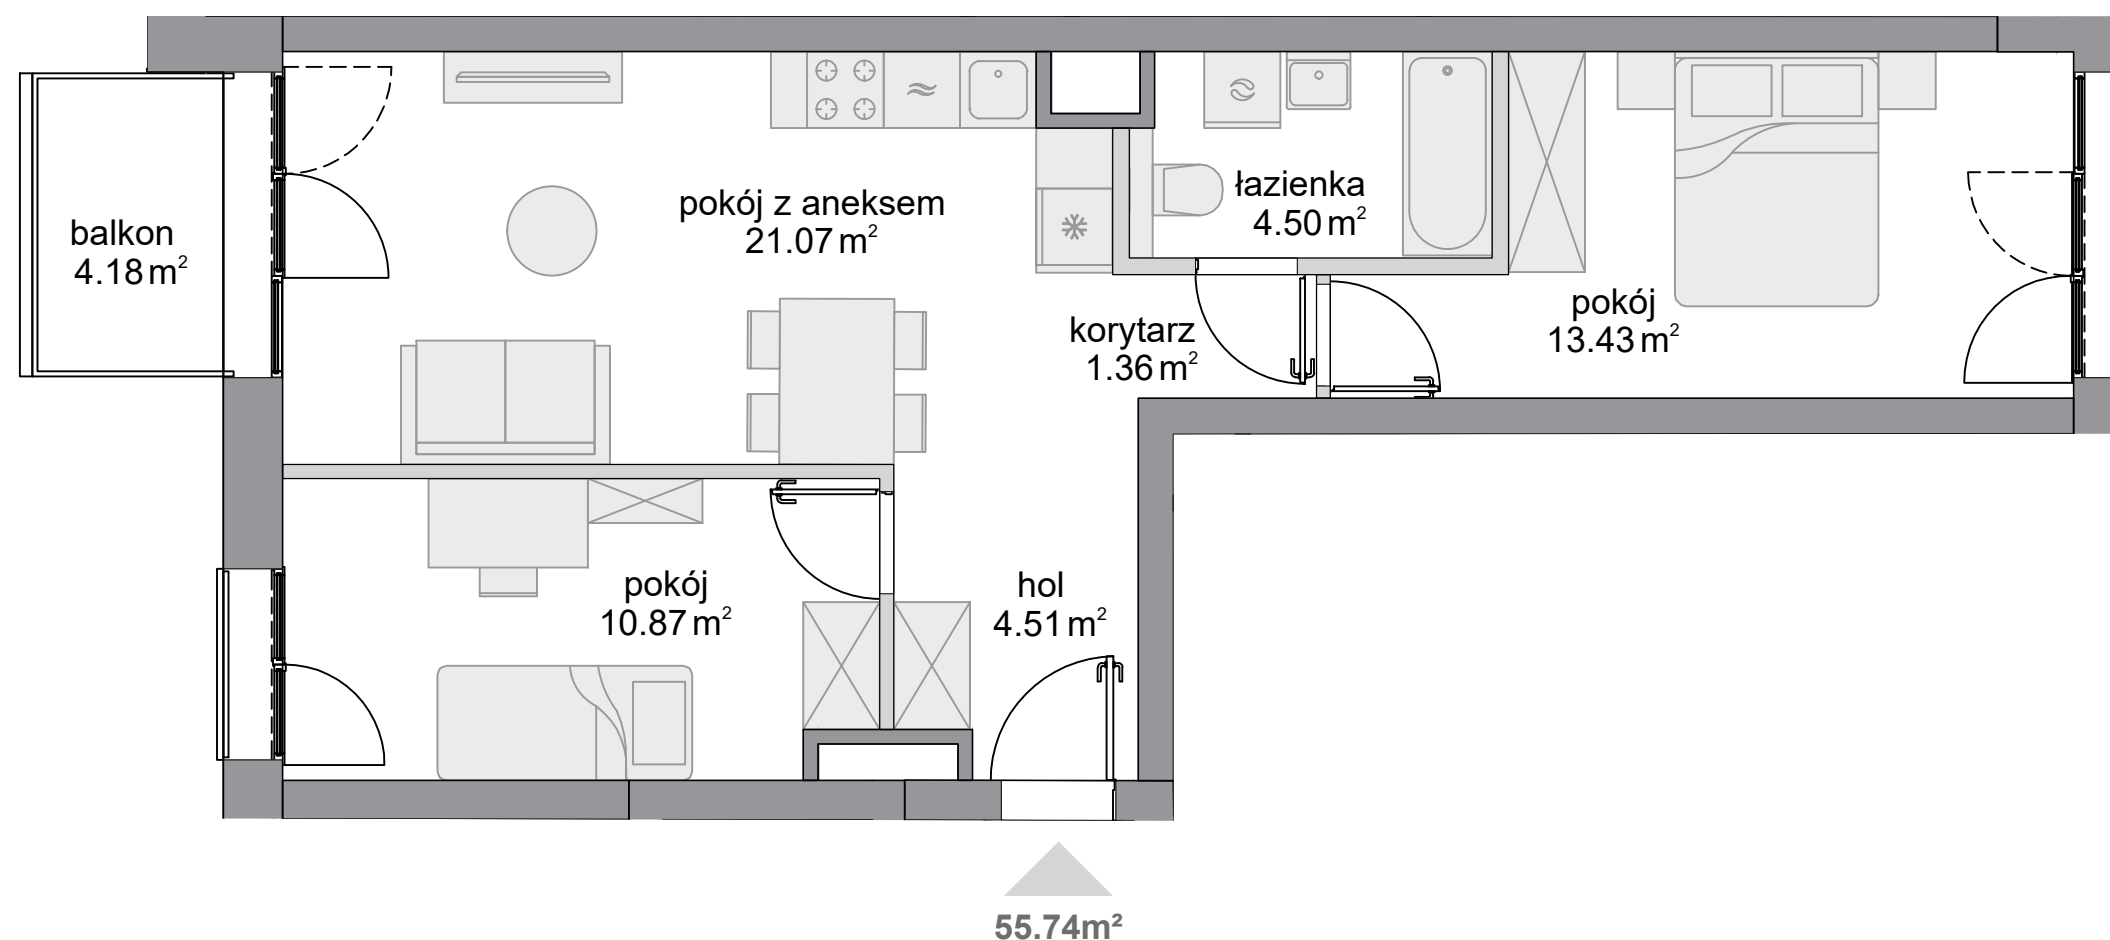 balkon
4.18 m²
pokój z aneksem
21.07 m²
łazienka
4.50 m²
korytarz
1.36 m²
pokój
13.43 m²
pokój
10.87 m²
hol
4.51 m²
55.74m²